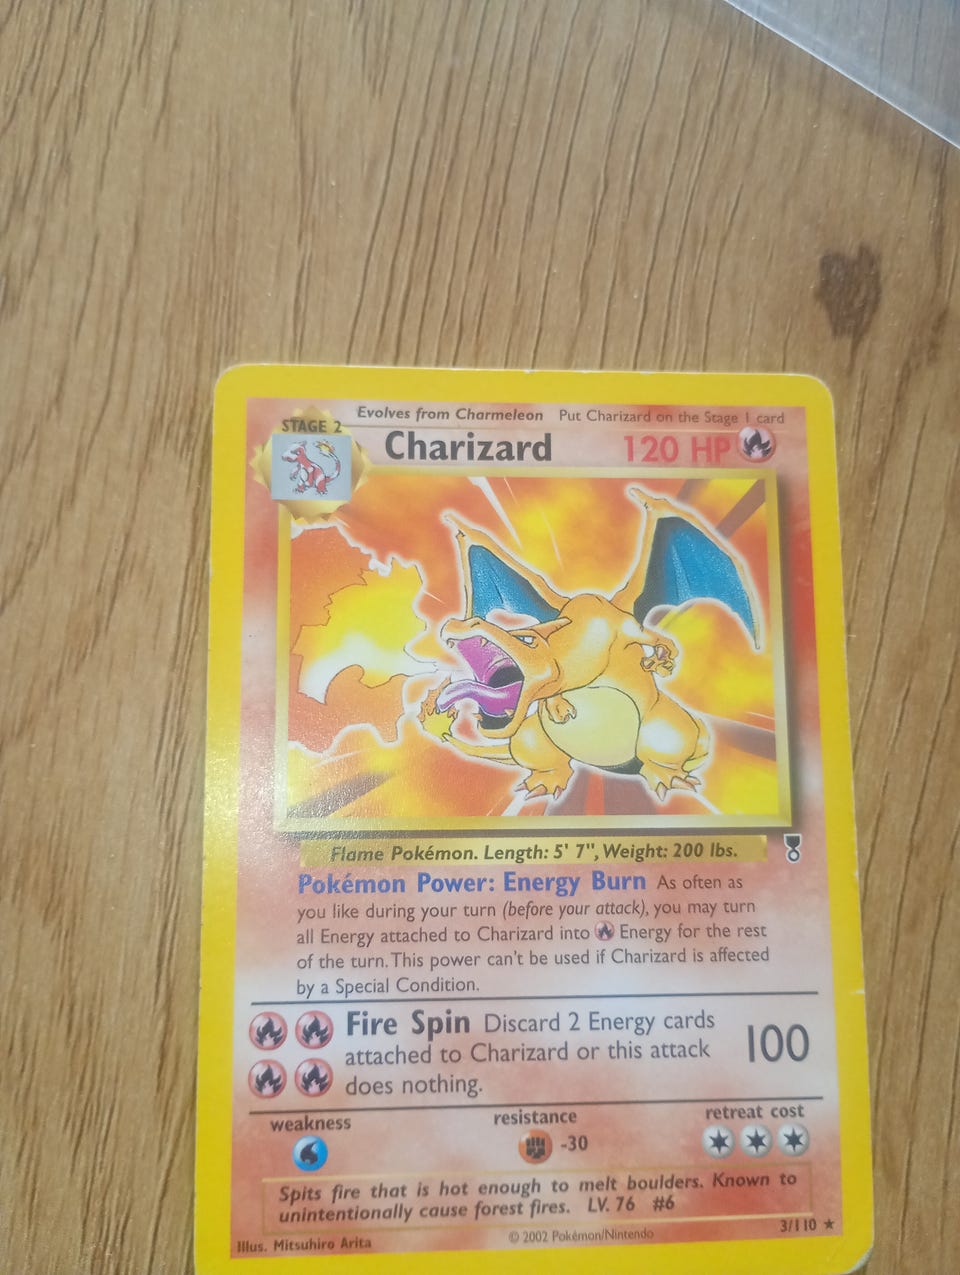 Evolves from Charmeleon Put Charizard on the Stage 1 card
STAGE 2
Charizard 120 HP
Flame Pokémon. Length: 5' 7", Weight: 200 lbs.
Pokémon Power: Energy Burn As often as
you like during your turn (before your attack), you may turn
all Energy attached to Charizard into Energy for the rest
of the turn. This power can't be used if Charizard is affected
by a Special Condition.
Fire Spin Discard 2 Energy cards
attached to Charizard or this attack
does nothing.
100
weakness
resistance
retreat cost
-30
Spits fire that is hot enough to melt boulders. Known to
unintentionally cause forest fires. LV. 76 #6
Illus. Mitsuhiro Arita
© 2002 Pokémon/Nintendo
3/110 ★